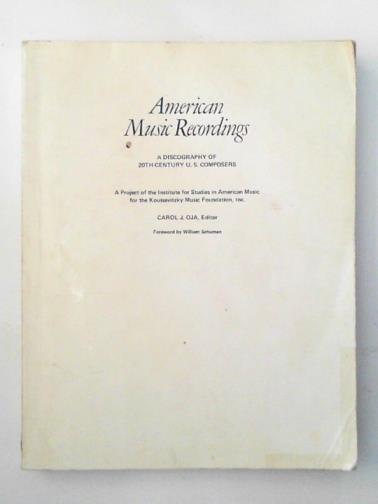 American
Music Recordings
A DISCOGRAPHY OF
20TH-CENTURY U. S. COMPOSERS
A Project of the Institute for Studies in American Music
for the Koussevitzky Music Foundation, INC.
CAROL J. OJA, Editor
Foreword by William Schuman